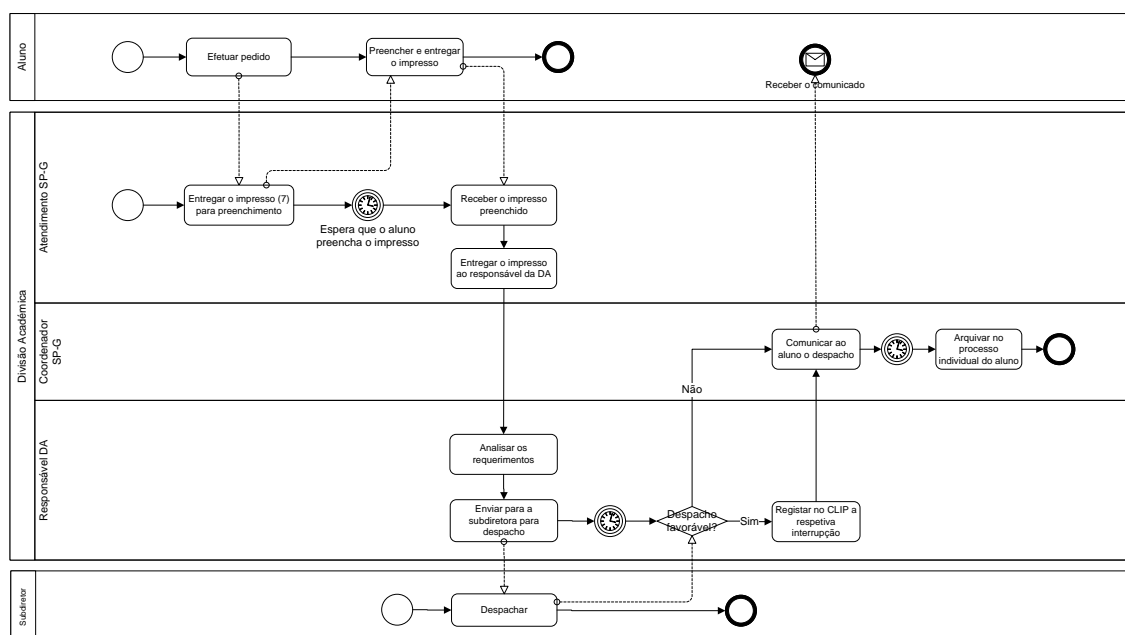 Aluno
Efetuar pedido
Preencher e entregar
o impresso
Receber o comunicado
Divisão Académica
Atendimento SP-G
Entregar o impresso (7)
para preenchimento
Espera que o aluno
preencha o impresso
Receber o impresso
preenchido
Entregar o impresso
ao responsável da DA
Coordenador
SP-G
Comunicar ao
aluno o despacho
Arquivar no
processo
individual do aluno
Não
Responsável DA
Analisar os
requerimentos
Enviar para a
subdiretora para
despacho
Despacho
favorável?
Sim
Registar no CLIP a
respetiva
interrupção
Subdiretor
Despachar